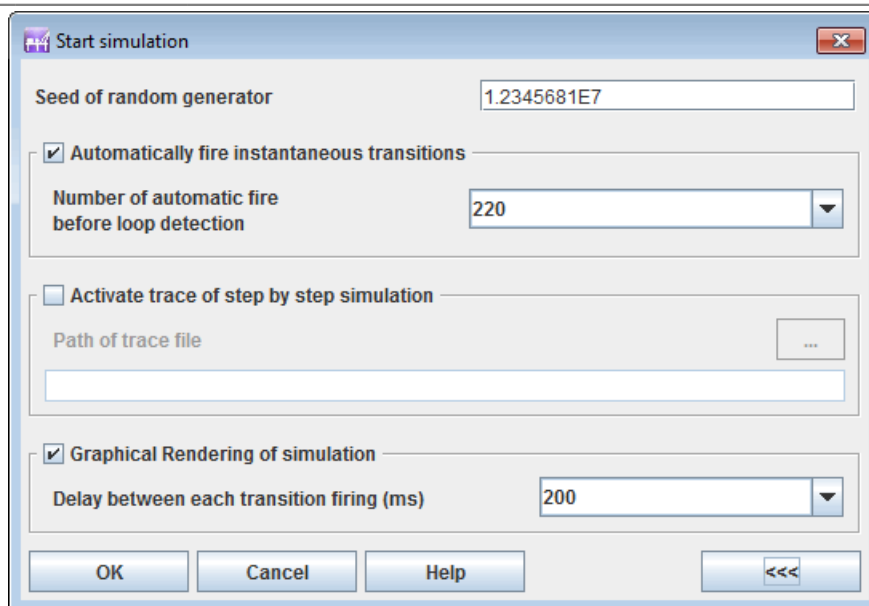 Start simulation
Seed of random generator
1.2345681E7
Automatically fire instantaneous transitions
Number of automatic fire
before loop detection
220
Activate trace of step by step simulation
Path of trace file
...
Graphical Rendering of simulation
Delay between each transition firing (ms)
200
OK
Cancel
Help
<<<